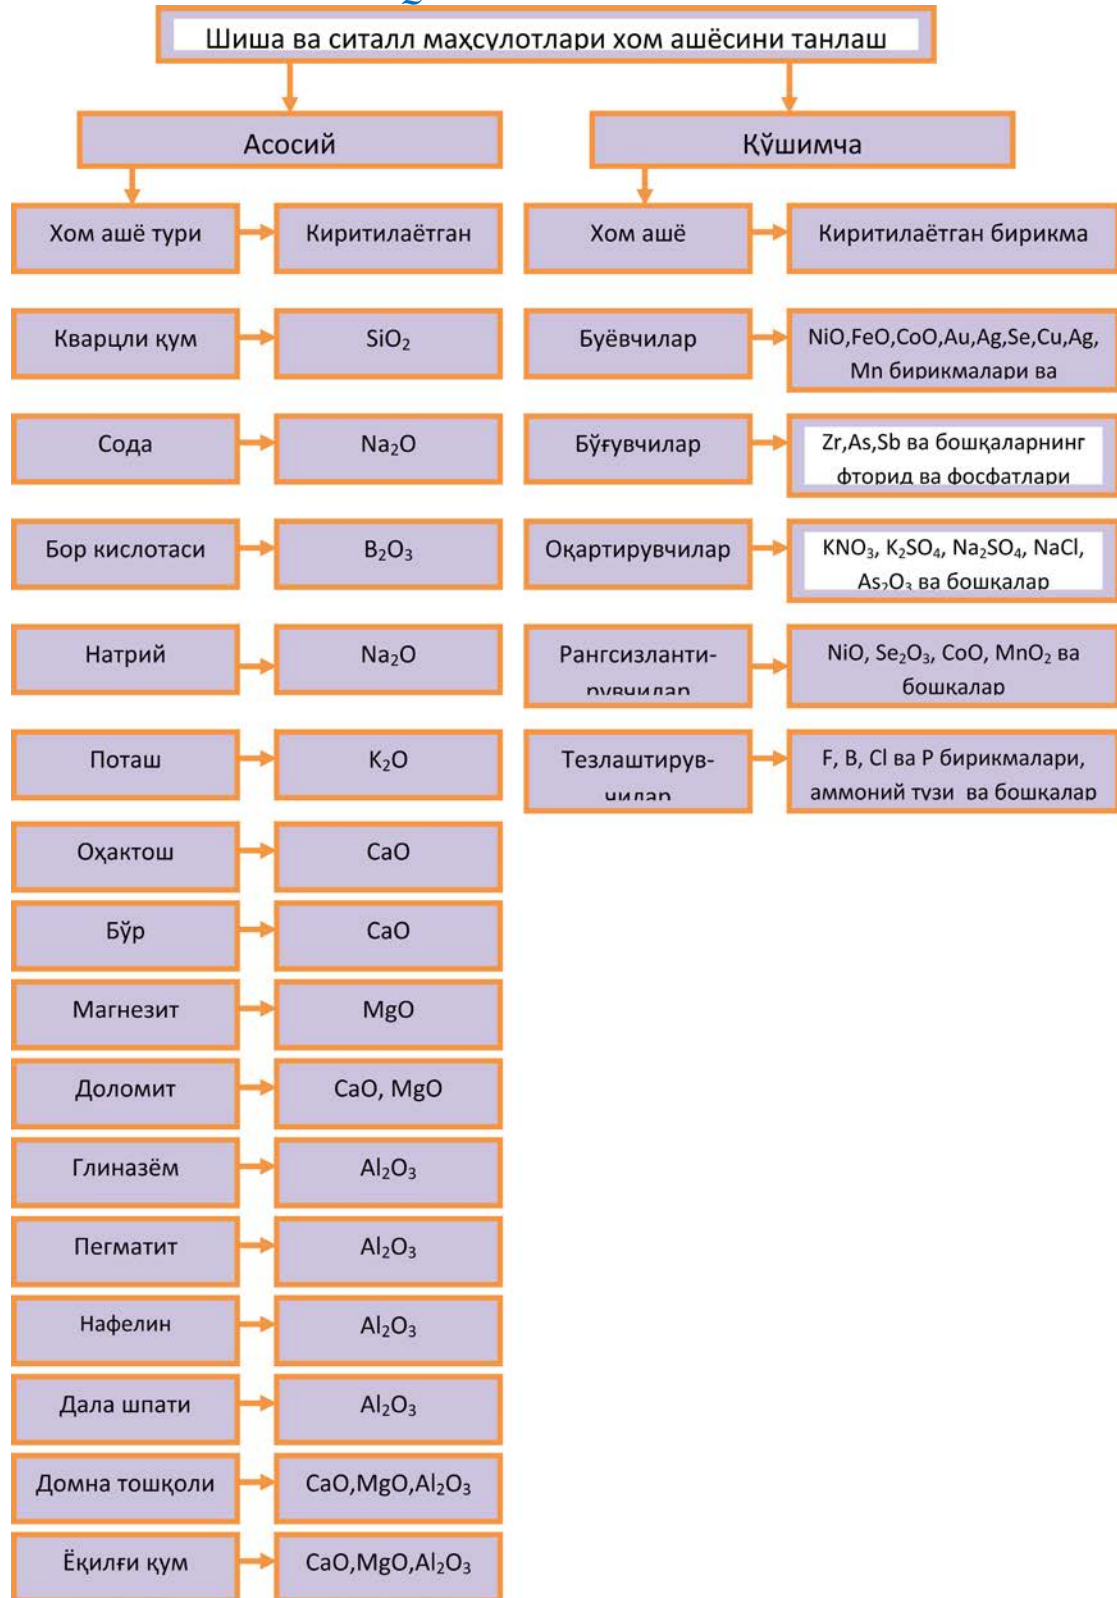 Шиша ва ситалл маҳсулотлари хом ашёсини танлаш
Асосий
Қўшимча
Хом ашё тури
Киритилаётган
Хом ашё
Киритилаётган бирикма
Кварцли қум
SiO₂
Буёвчилар
NiO,FeO,CoO,Au,Ag,Se,Cu,Ag,
Mn бирикмалари ва
Сода
Na₂O
Бўғувчилар
Zr,As,Sb ва бошқаларнинг
фторид ва фосфатлари
Бор кислотаси
B₂O₃
Оқартирувчилар
KNO₃, K₂SO₄, Na₂SO₄, NaCl,
As₂O₃ ва бошқалар
Натрий
Na₂O
Рангсизланти-
рувчилар
NiO, Se₂O₃, CoO, MnO₂ ва
бошқалар
Поташ
K₂O
Тезлаштирув-
чилар
F, B, Cl ва P бирикмалари,
аммоний тузи ва бошқалар
Оҳактош
CaO
Бўр
CaO
Магнезит
MgO
Доломит
CaO, MgO
Глиназём
Al₂O₃
Пегматит
Al₂O₃
Нафелин
Al₂O₃
Дала шпати
Al₂O₃
Домна тошқоли
CaO,MgO,Al₂O₃
Ёқилғи қум
CaO,MgO,Al₂O₃